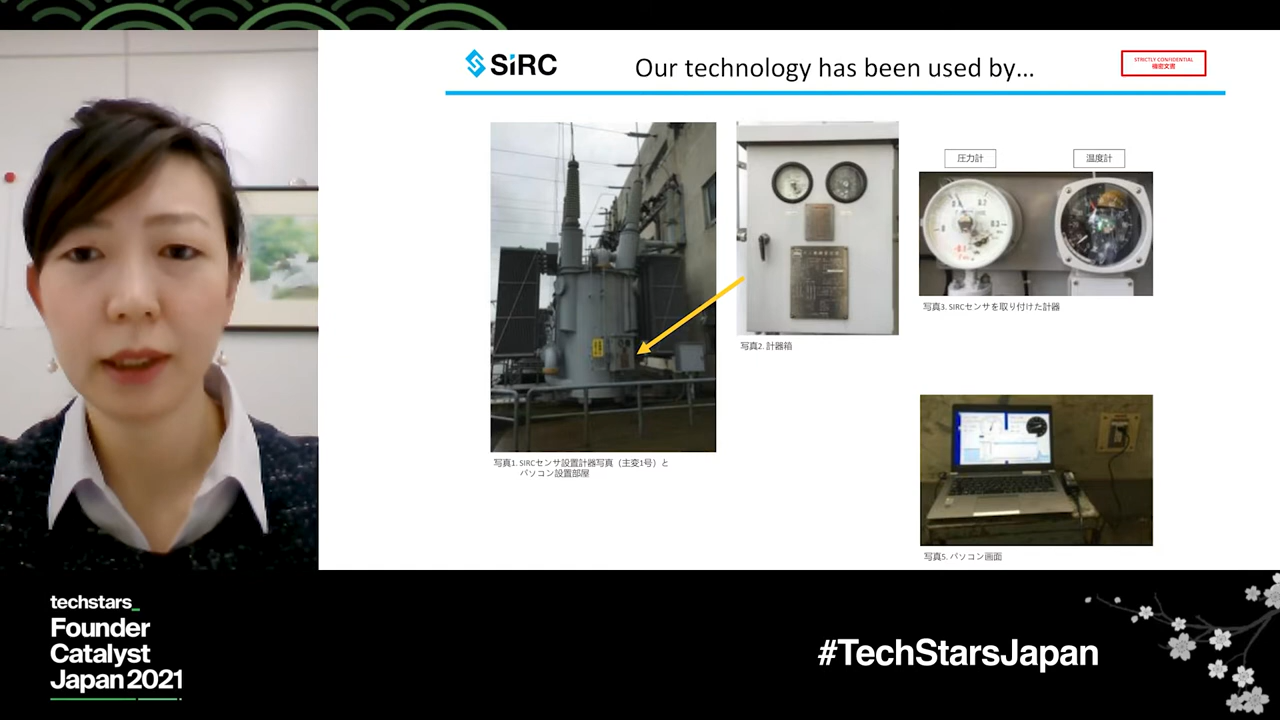 SiRC
Our technology has been used by...
STRICTLY CONFIDENTIAL
機密文書
圧力計
温度計
写真3. SIRCセンサを取り付けた計器
写真2. 計器箱
写真1. SIRCセンサ設置計器写真（主変1号）と
パソコン設置部屋
写真5. パソコン画面
techstars_
Founder
Catalyst
Japan 2021
#TechStarsJapan